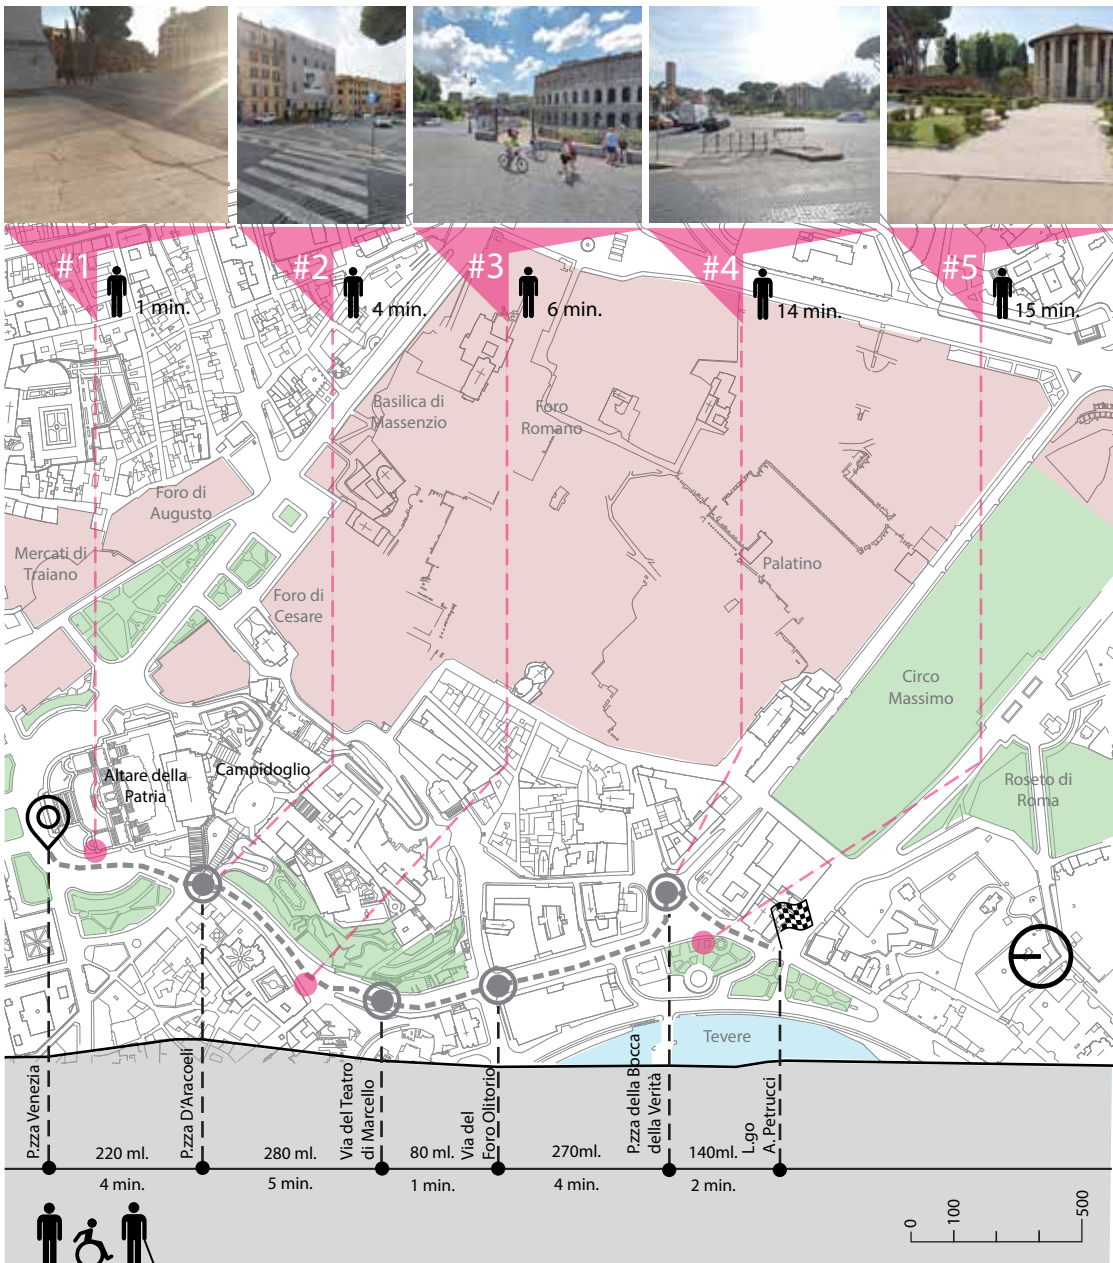 #1
1 min.
#2
4 min.
#3
6 min.
#4
14 min.
#5
15 min.
Basilica di
Massenzio
Foro
Romano
Foro di
Augusto
Mercati di
Traiano
Foro di
Cesare
Palatino
Circo
Massimo
Roseto di
Roma
Altare della
Patria
Campidoglio
Tevere
P.zza Venezia
P.zza D'Aracoeli
Via del Teatro
di Marcello
Via del
Foro Olitorio
P.zza della Bocca
della Verità
L.go
A. Petrucci
220 ml.
280 ml.
80 ml.
270ml.
140ml.
4 min.
5 min.
1 min.
4 min.
2 min.
0
100
500